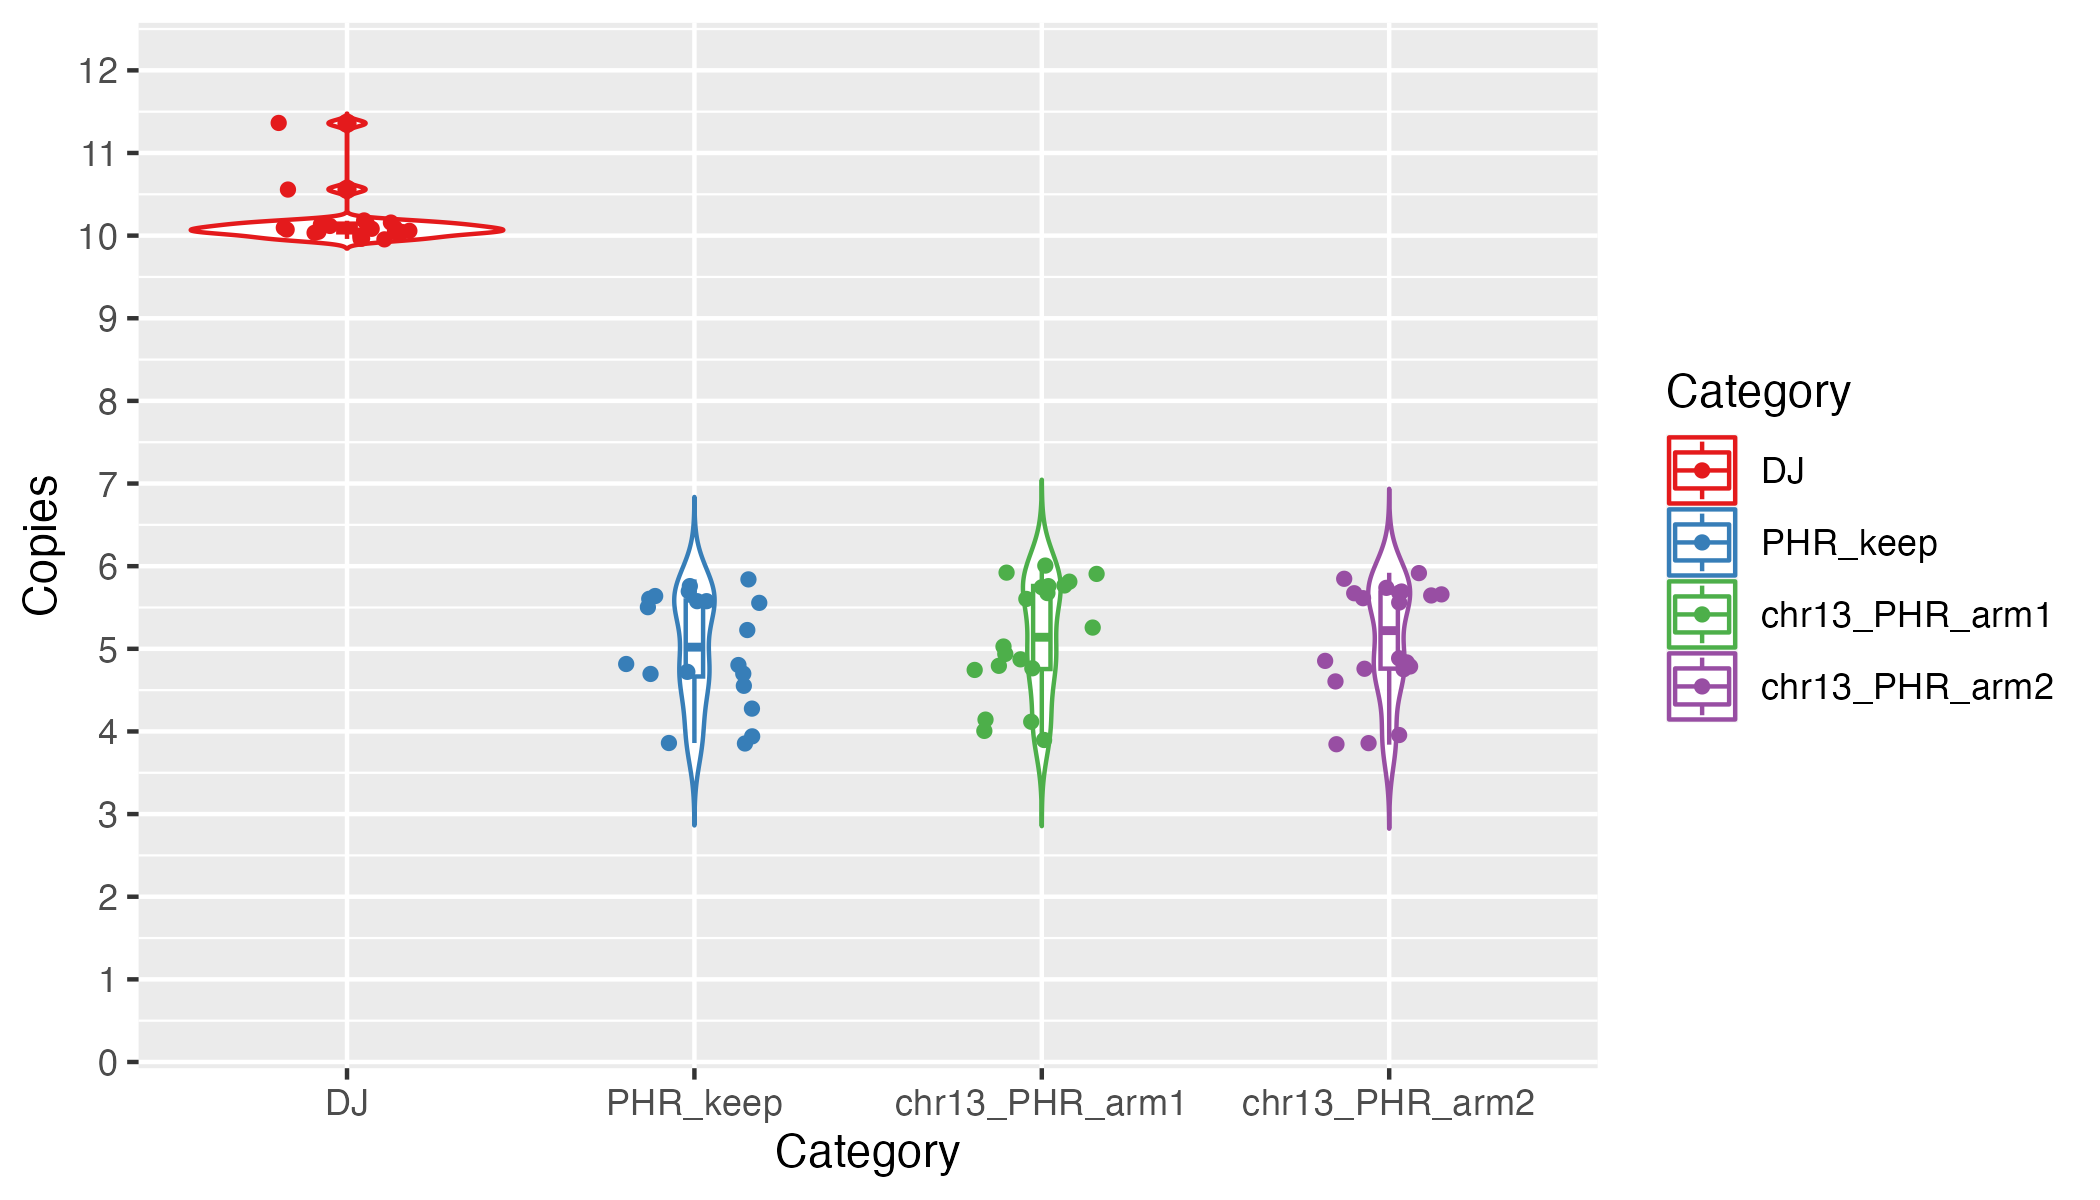 12
11
10
9
8
7
6
5
4
3
2
1
0
Copies
DJ
PHR_keep
chr13_PHR_arm1
chr13_PHR_arm2
Category
Category
DJ
PHR_keep
chr13_PHR_arm1
chr13_PHR_arm2